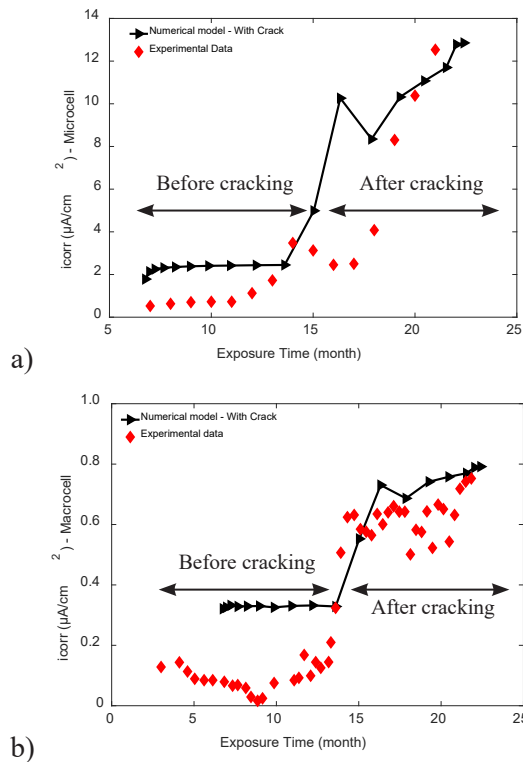 a)
14
12
10
8
6
4
2
0
5
10
15
20
25
Numerical model - With Crack
Experimental Data
Before cracking
After cracking
icorr (µA/cm 2 ) - Microcell
Exposure Time (month)
b)
1.0
0.8
0.6
0.4
0.2
0
0
5
10
15
20
25
Numerical model - With Crack
Experimental data
Before cracking
After cracking
icorr (µA/cm 2 ) - Macrocell
Exposure Time (month)